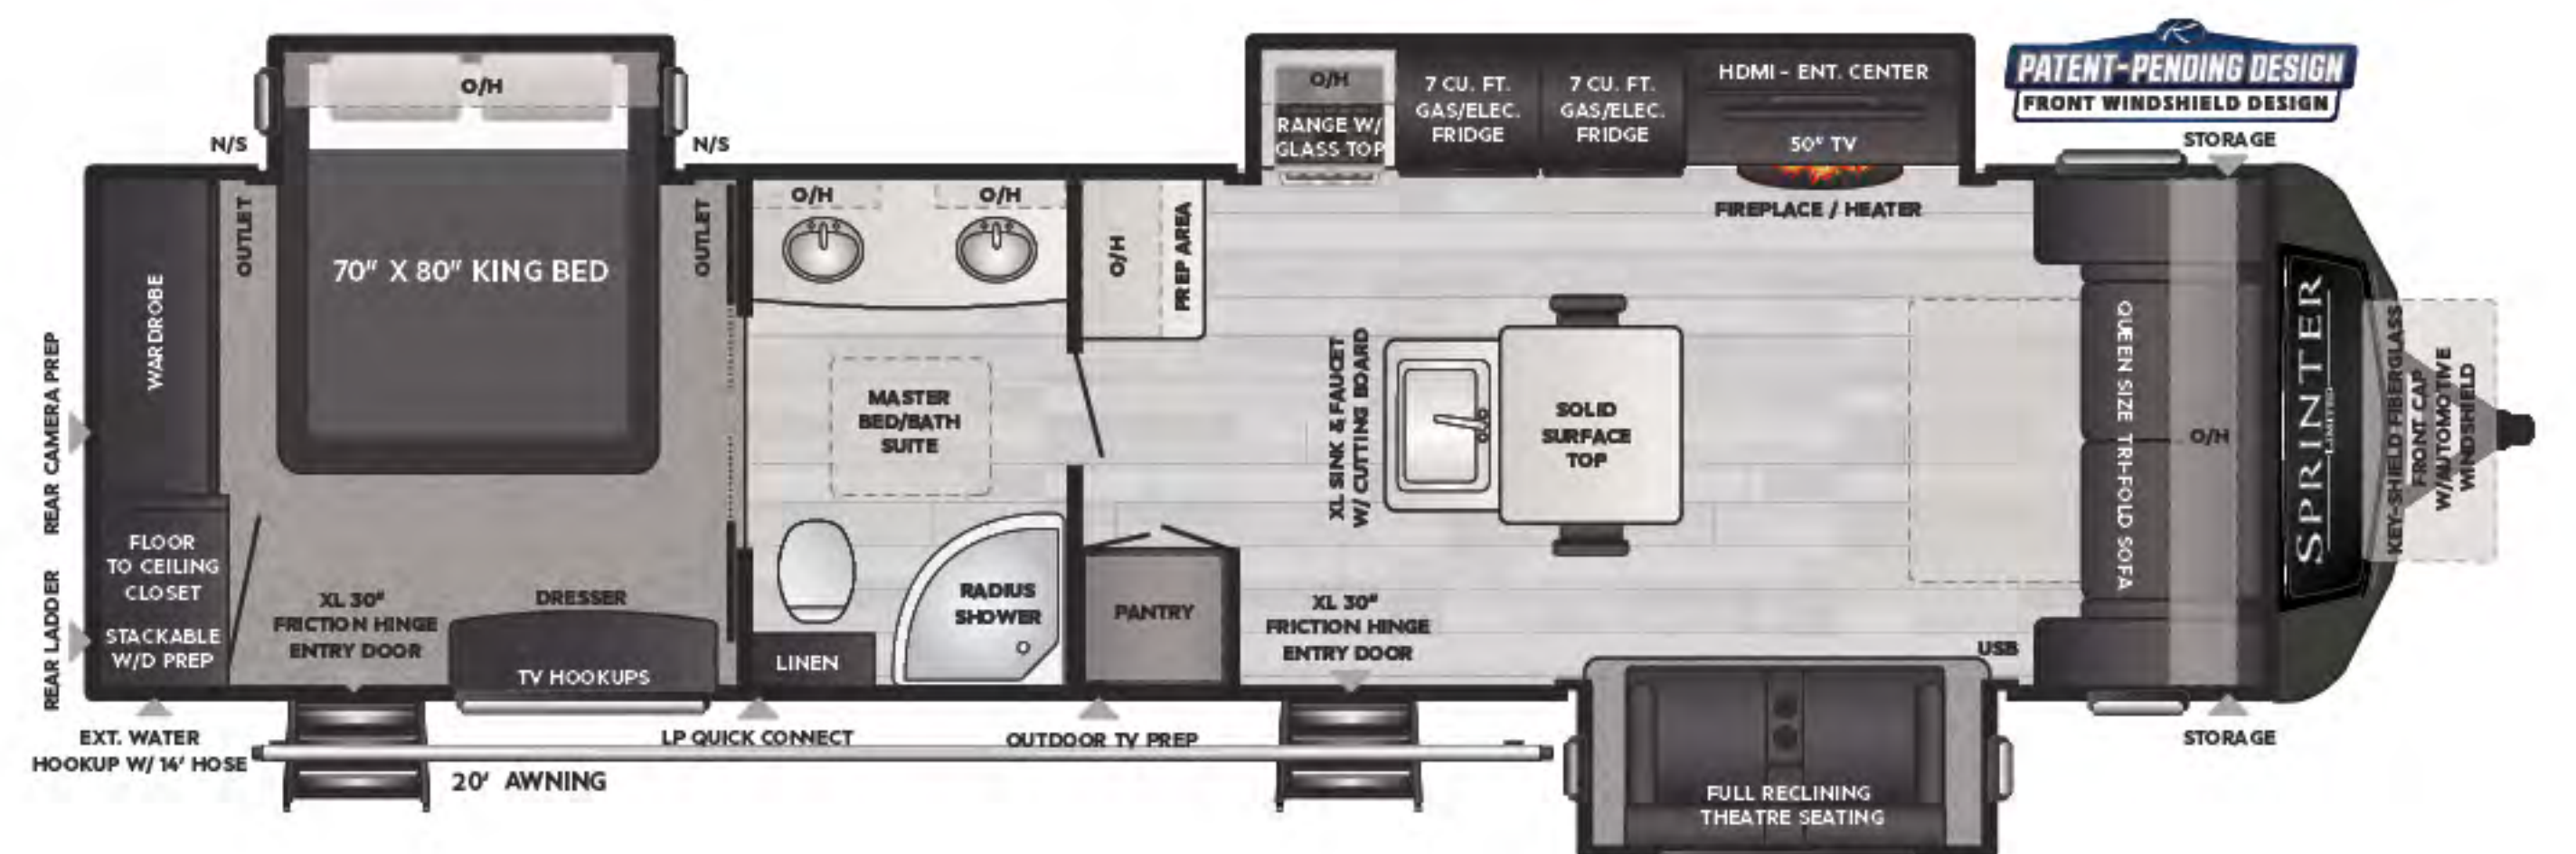 PATENT-PENDING DESIGN
FRONT WINDSHIELD DESIGN
STORAGE
O/H
N/S
N/S
OUTLET
OUTLET
70" X 80" KING BED
WARDROBE
REAR CAMERA PREP
REAR LADDER
FLOOR
TO CEILING
CLOSET
STACKABLE
W/D PREP
XL 30"
FRICTION HINGE
ENTRY DOOR
DRESSER
TV HOOKUPS
EXT. WATER
HOOKUP W/ 14' HOSE
20' AWNING
O/H
O/H
MASTER
BED/BATH
SUITE
RADIUS
SHOWER
LINEN
LP QUICK CONNECT
OUTDOOR TV PREP
O/H
PREP AREA
PANTRY
O/H
RANGE W/
GLASS TOP
7 CU. FT.
GAS/ELEC.
FRIDGE
7 CU. FT.
GAS/ELEC.
FRIDGE
HDMI - ENT. CENTER
50" TV
FIREPLACE / HEATER
XL SINK & FAUCET
W/ CUTTING BOARD
SOLID
SURFACE
TOP
XL 30"
FRICTION HINGE
ENTRY DOOR
USB
FULL RECLINING
THEATRE SEATING
QUEEN SIZE TRI-FOLD SOFA
O/H
SPRINTER
LIMITED
KEY-SHIELD FIBERGLASS
FRONT CAP
W/AUTOMOTIVE
WINDSHIELD
STORAGE